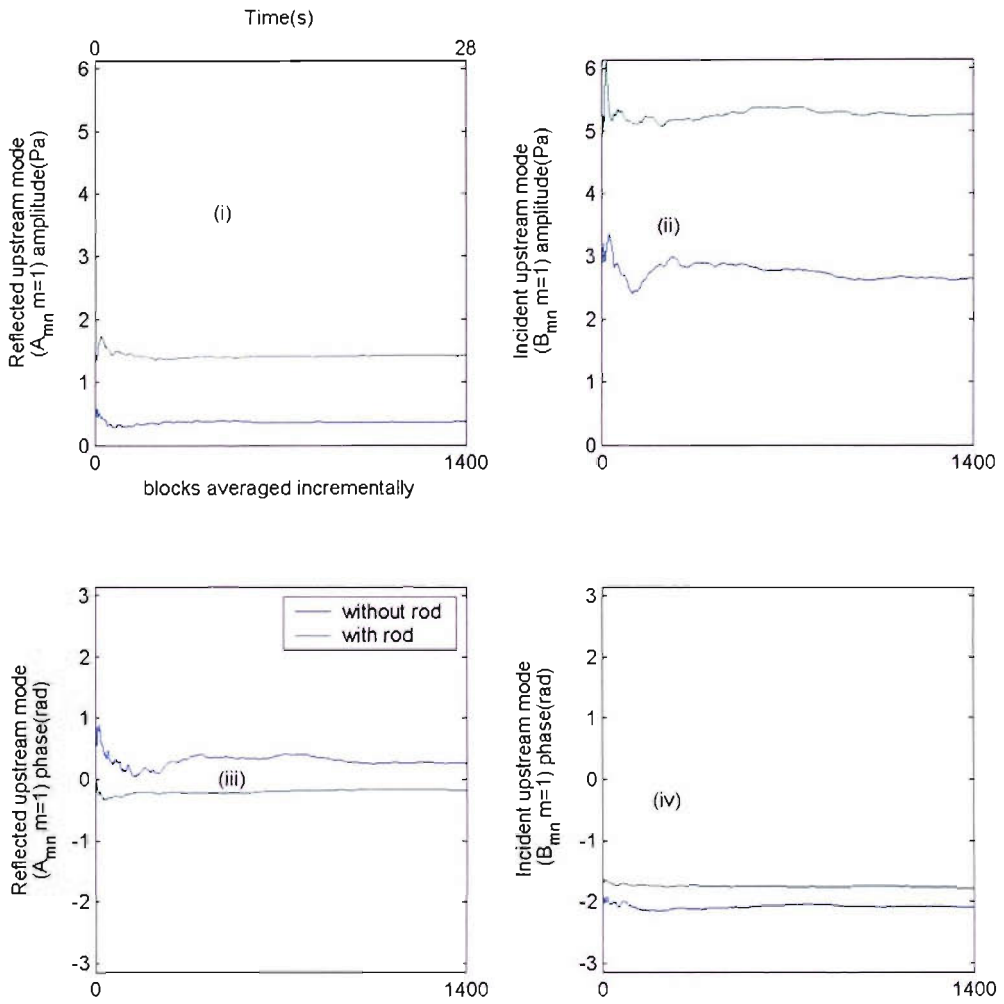 Time(s)
0 28
6
5
4
3
2
1
0
Reflected upstream mode
(Amn m=1) amplitude(Pa)
(i)
0 1400
blocks averaged incrementally
6
5
4
3
2
1
0
Incident upstream mode
(Bmn m=1) amplitude(Pa)
(ii)
0 1400
3
2
1
0
-1
-2
-3
Reflected upstream mode
(Amn m=1) phase(rad)
without rod
with rod
(iii)
0 1400
3
2
1
0
-1
-2
-3
Incident upstream mode
(Bmn m=1) phase(rad)
(iv)
0 1400